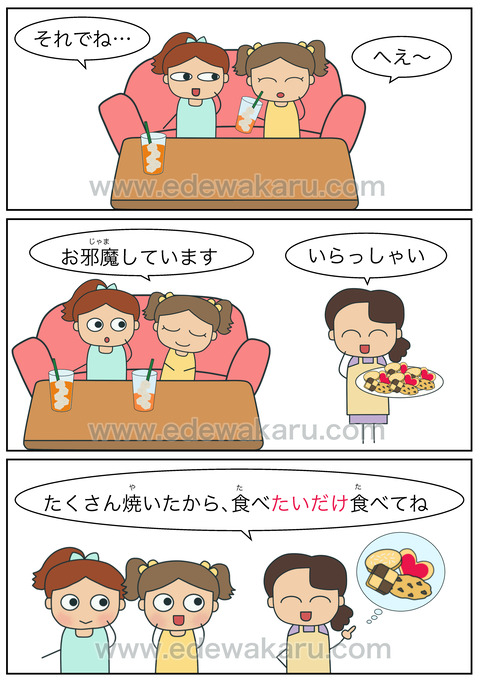 それでね…
へえ～
www.edewakaru.com
じゃま
お邪魔しています
いらっしゃい
www.edewakaru.com
や た た
たくさん焼いたから、食べたいだけ食べてね
www.edewakaru.com